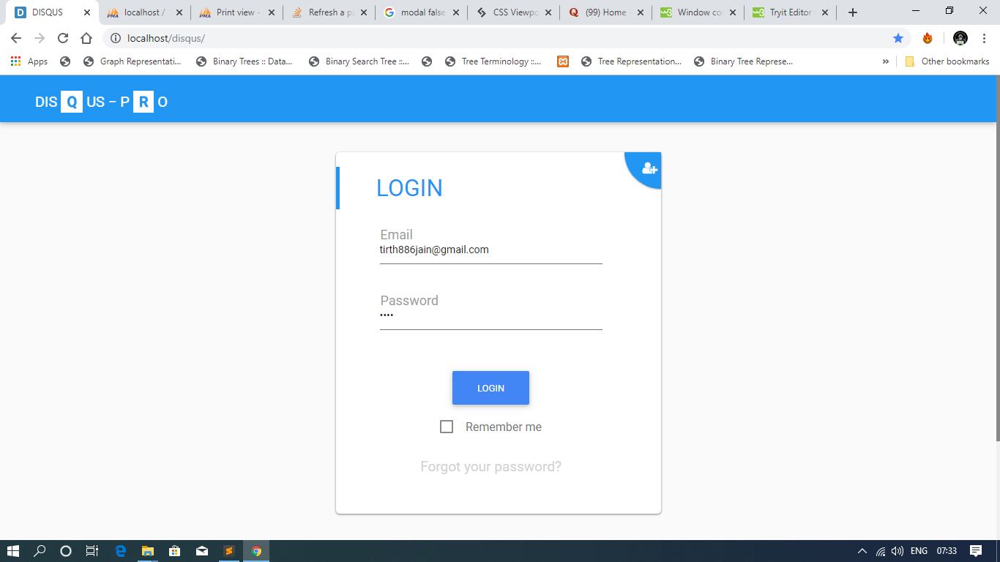 DISQUS
localhost /
Print view -
Refresh a pa
modal false
CSS Viewpo
(99) Home -
Window co
Tryit Editor
localhost/disqus/
Apps
Graph Representati...
Binary Trees :: Data...
Binary Search Tree ::...
Tree Terminology ::...
Tree Representation...
Binary Tree Represe...
»
Other bookmarks
DIS Q US – P R O
LOGIN
Email
tirth886jain@gmail.com
Password
••••
LOGIN
Remember me
Forgot your password?
ENG
07:33